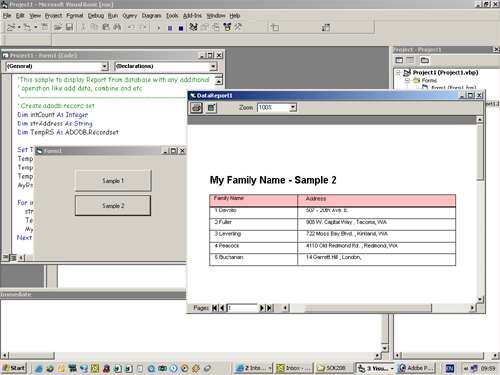 Project1 - Microsoft Visual Basic [run]
File Edit View Project Format Debug Run Query Diagram Tools Add-Ins Window Help
Project1 - Form1 (Code)
(General) (Declarations)
'This sample to display Report from database with any additional
' operation like add data, combine and etc
' Create adodb record set
Dim intCount As Integer
Dim strAddress As String
Dim TempRS As ADODB.Recordset
Set T
Temp
Temp
Temp
MyRs
For in
st
Te
My
Next
Form1
Sample 1
Sample 2
Project - Project1
Project1 (Project1.vbp)
Forms
Form1 (Form1.frm)
DataReport1
Zoom 100%
My Family Name - Sample 2
Family Name Address
1 Davolio 507 - 20th Ave. E.
2 Fuller 908 W. Capital Way , Tacoma, WA
3 Leverling 722 Moss Bay Blvd. , Kirkland, WA
4 Peacock 4110 Old Redmond Rd. , Redmond, WA
5 Buchanan 14 Garrett Hill , London,
Pages: 1
Immediate
Start
2 Inte...
Inbox - ...
SCK208
3 Visu...
Adobe P...
09:59